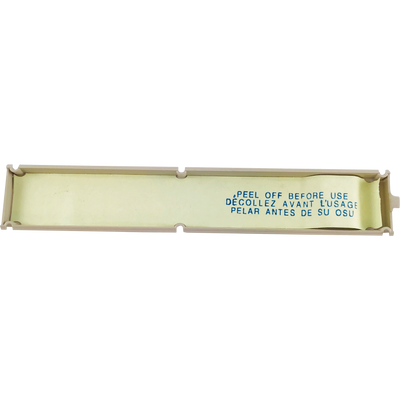 PEEL OFF BEFORE USE
DÉCOLLEZ AVANT L'USAGE
PELAR ANTES DE SU OSU